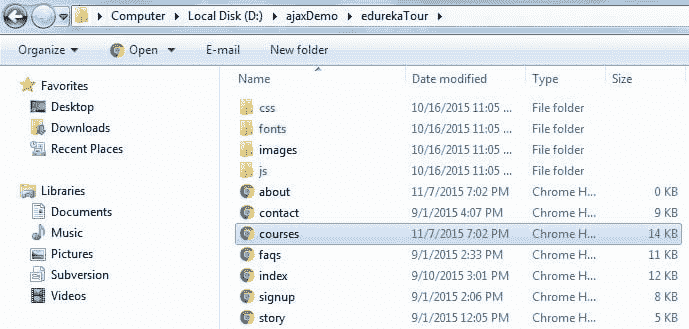 Computer Local Disk (D:) ajaxDemo edurekaTour
Organize Open E-mail New folder
Name Date modified Type Size
Favorites
Desktop
Downloads
Recent Places
Libraries
Documents
Music
Pictures
Subversion
Videos
css 10/16/2015 11:05 ... File folder
fonts 10/16/2015 11:05 ... File folder
images 10/16/2015 11:05 ... File folder
js 10/16/2015 11:05 ... File folder
about 11/7/2015 7:02 PM Chrome H... 0 KB
contact 9/1/2015 4:07 PM Chrome H... 9 KB
courses 11/7/2015 7:02 PM Chrome H... 14 KB
faqs 9/1/2015 2:33 PM Chrome H... 11 KB
index 9/10/2015 3:01 PM Chrome H... 12 KB
signup 9/1/2015 2:06 PM Chrome H... 8 KB
story 9/1/2015 12:05 PM Chrome H... 5 KB